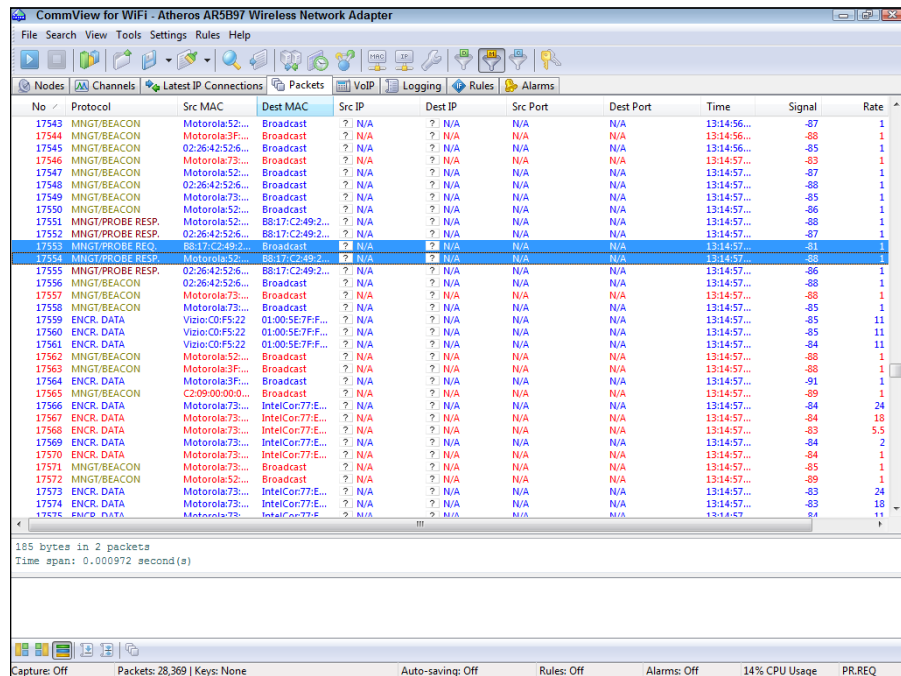 CommView for WiFi - Atheros AR5B97 Wireless Network Adapter
File Search View Tools Settings Rules Help
Nodes Channels Latest IP Connections Packets VoIP Logging Rules Alarms
No Protocol Src MAC Dest MAC Src IP Dest IP Src Port Dest Port Time Signal Rate
17543 MNGT/BEACON Motorola:52:... Broadcast ? N/A ? N/A N/A N/A 13:14:56... -87 1
17544 MNGT/BEACON Motorola:3F:... Broadcast ? N/A ? N/A N/A N/A 13:14:56... -88 1
17545 MNGT/BEACON 02:26:42:52:6... Broadcast ? N/A ? N/A N/A N/A 13:14:56... -85 1
17546 MNGT/BEACON Motorola:73:... Broadcast ? N/A ? N/A N/A N/A 13:14:57... -83 1
17547 MNGT/BEACON Motorola:52:... Broadcast ? N/A ? N/A N/A N/A 13:14:57... -87 1
17548 MNGT/BEACON 02:26:42:52:6... Broadcast ? N/A ? N/A N/A N/A 13:14:57... -88 1
17549 MNGT/BEACON Motorola:73:... Broadcast ? N/A ? N/A N/A N/A 13:14:57... -85 1
17550 MNGT/BEACON Motorola:52:... Broadcast ? N/A ? N/A N/A N/A 13:14:57... -86 1
17551 MNGT/PROBE RESP. Motorola:52:... B8:17:C2:49:2... ? N/A ? N/A N/A N/A 13:14:57... -88 1
17552 MNGT/PROBE RESP. 02:26:42:52:6... B8:17:C2:49:2... ? N/A ? N/A N/A N/A 13:14:57... -87 1
17553 MNGT/PROBE REQ. B8:17:C2:49:2... Broadcast ? N/A ? N/A N/A N/A 13:14:57... -81 1
17554 MNGT/PROBE RESP. Motorola:52:... B8:17:C2:49:2... ? N/A ? N/A N/A N/A 13:14:57... -88 1
17555 MNGT/PROBE RESP. 02:26:42:52:6... B8:17:C2:49:2... ? N/A ? N/A N/A N/A 13:14:57... -86 1
17556 MNGT/BEACON 02:26:42:52:6... Broadcast ? N/A ? N/A N/A N/A 13:14:57... -88 1
17557 MNGT/BEACON Motorola:73:... Broadcast ? N/A ? N/A N/A N/A 13:14:57... -88 1
17558 MNGT/BEACON Motorola:73:... Broadcast ? N/A ? N/A N/A N/A 13:14:57... -85 1
17559 ENCR. DATA Vizio:C0:F5:22 01:00:5E:7F:F... ? N/A ? N/A N/A N/A 13:14:57... -85 11
17560 ENCR. DATA Vizio:C0:F5:22 01:00:5E:7F:F... ? N/A ? N/A N/A N/A 13:14:57... -85 11
17561 ENCR. DATA Vizio:C0:F5:22 01:00:5E:7F:F... ? N/A ? N/A N/A N/A 13:14:57... -84 11
17562 MNGT/BEACON Motorola:52:... Broadcast ? N/A ? N/A N/A N/A 13:14:57... -88 1
17563 MNGT/BEACON Motorola:3F:... Broadcast ? N/A ? N/A N/A N/A 13:14:57... -88 1
17564 ENCR. DATA Motorola:3F:... Broadcast ? N/A ? N/A N/A N/A 13:14:57... -91 1
17565 MNGT/BEACON C2:09:00:00:0... Broadcast ? N/A ? N/A N/A N/A 13:14:57... -89 1
17566 ENCR. DATA Motorola:73:... IntelCor:77:E... ? N/A ? N/A N/A N/A 13:14:57... -84 24
17567 ENCR. DATA Motorola:73:... IntelCor:77:E... ? N/A ? N/A N/A N/A 13:14:57... -84 18
17568 ENCR. DATA Motorola:73:... IntelCor:77:E... ? N/A ? N/A N/A N/A 13:14:57... -83 5.5
17569 ENCR. DATA Motorola:73:... IntelCor:77:E... ? N/A ? N/A N/A N/A 13:14:57... -84 2
17570 ENCR. DATA Motorola:73:... IntelCor:77:E... ? N/A ? N/A N/A N/A 13:14:57... -84 1
17571 MNGT/BEACON Motorola:73:... Broadcast ? N/A ? N/A N/A N/A 13:14:57... -85 1
17572 MNGT/BEACON Motorola:52:... Broadcast ? N/A ? N/A N/A N/A 13:14:57... -89 1
17573 ENCR. DATA Motorola:73:... IntelCor:77:E... ? N/A ? N/A N/A N/A 13:14:57... -83 24
17574 ENCR. DATA Motorola:73:... IntelCor:77:E... ? N/A ? N/A N/A N/A 13:14:57... -83 18
17575 ENCR. DATA Motorola:73:... IntelCor:77:E... ? N/A ? N/A N/A N/A 13:14:57... -84 11
185 bytes in 2 packets
Time span: 0.000972 second(s)
Capture: Off Packets: 28,369 | Keys: None Auto-saving: Off Rules: Off Alarms: Off 14% CPU Usage PR.REQ